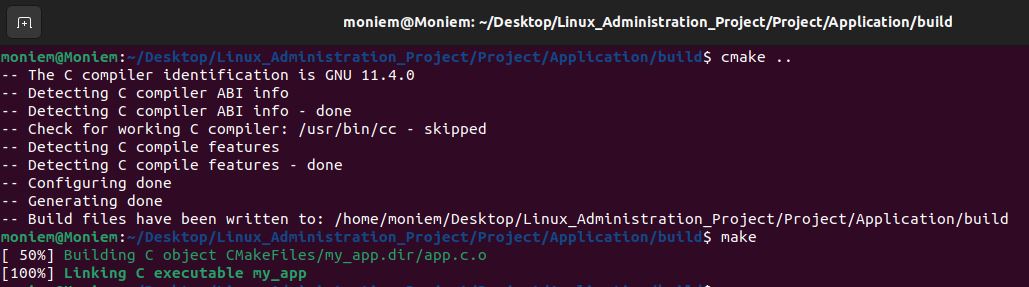 moniem@Moniem: ~/Desktop/Linux_Administration_Project/Project/Application/build
moniem@Moniem:~/Desktop/Linux_Administration_Project/Project/Application/build$ cmake ..
-- The C compiler identification is GNU 11.4.0
-- Detecting C compiler ABI info
-- Detecting C compiler ABI info - done
-- Check for working C compiler: /usr/bin/cc - skipped
-- Detecting C compile features
-- Detecting C compile features - done
-- Configuring done
-- Generating done
-- Build files have been written to: /home/moniem/Desktop/Linux_Administration_Project/Project/Application/build
moniem@Moniem:~/Desktop/Linux_Administration_Project/Project/Application/build$ make
[ 50%] Building C object CMakeFiles/my_app.dir/app.c.o
[100%] Linking C executable my_app